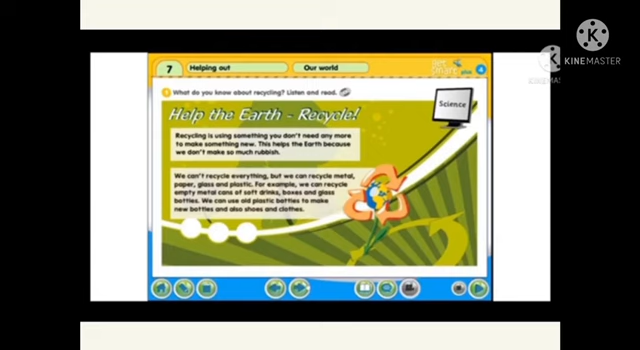 KINEMASTER
KINEMASTER
7 Helping out Our world
Get Smart plus 4
1 What do you know about recycling? Listen and read.
Science
Help the Earth - Recycle!
Recycling is using something you don't need any more
to make something new. This helps the Earth because
we don't make so much rubbish.
We can't recycle everything, but we can recycle metal,
paper, glass and plastic. For example, we can recycle
empty metal cans of soft drinks, boxes and glass
bottles. We can use old plastic bottles to make
new bottles and also shoes and clothes.